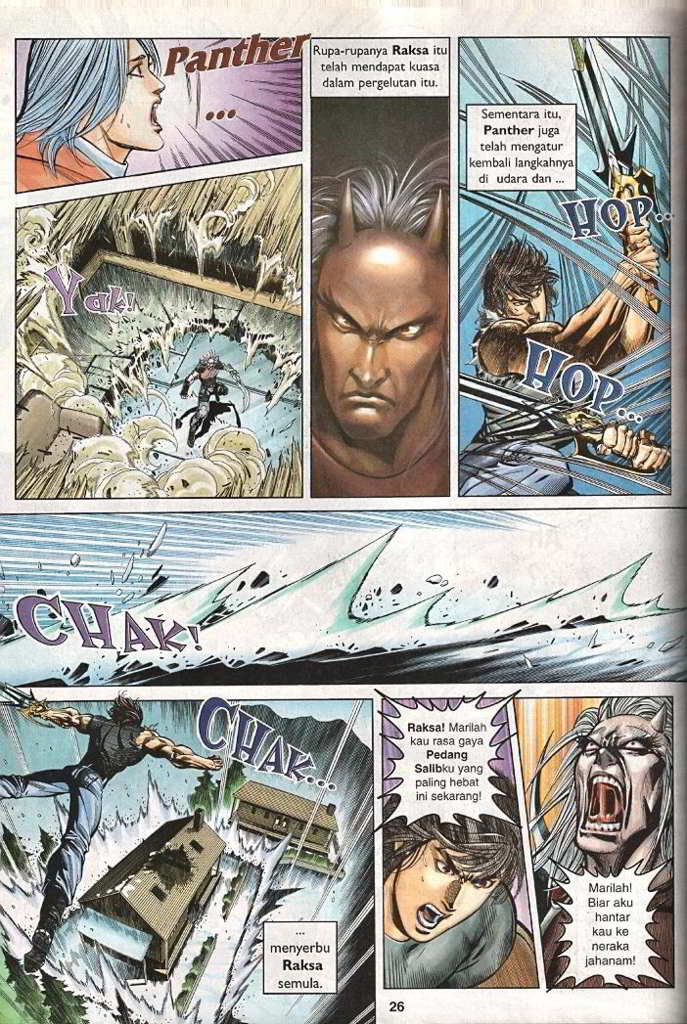 Panther
...
Rupa-rupanya Raksa itu
telah mendapat kuasa
dalam pergelutan itu.
Sementara itu,
Panther juga
telah mengatur
kembali langkahnya
di udara dan ...
HOP...
HOP...
Yak!
CHAK!
CHAK...
...
menyerbu
Raksa
semula.
Raksa! Marilah
kau rasa gaya
Pedang
Salibku yang
paling hebat
ini sekarang!
Marilah!
Biar aku
hantar
kau ke
neraka
jahanam!
26